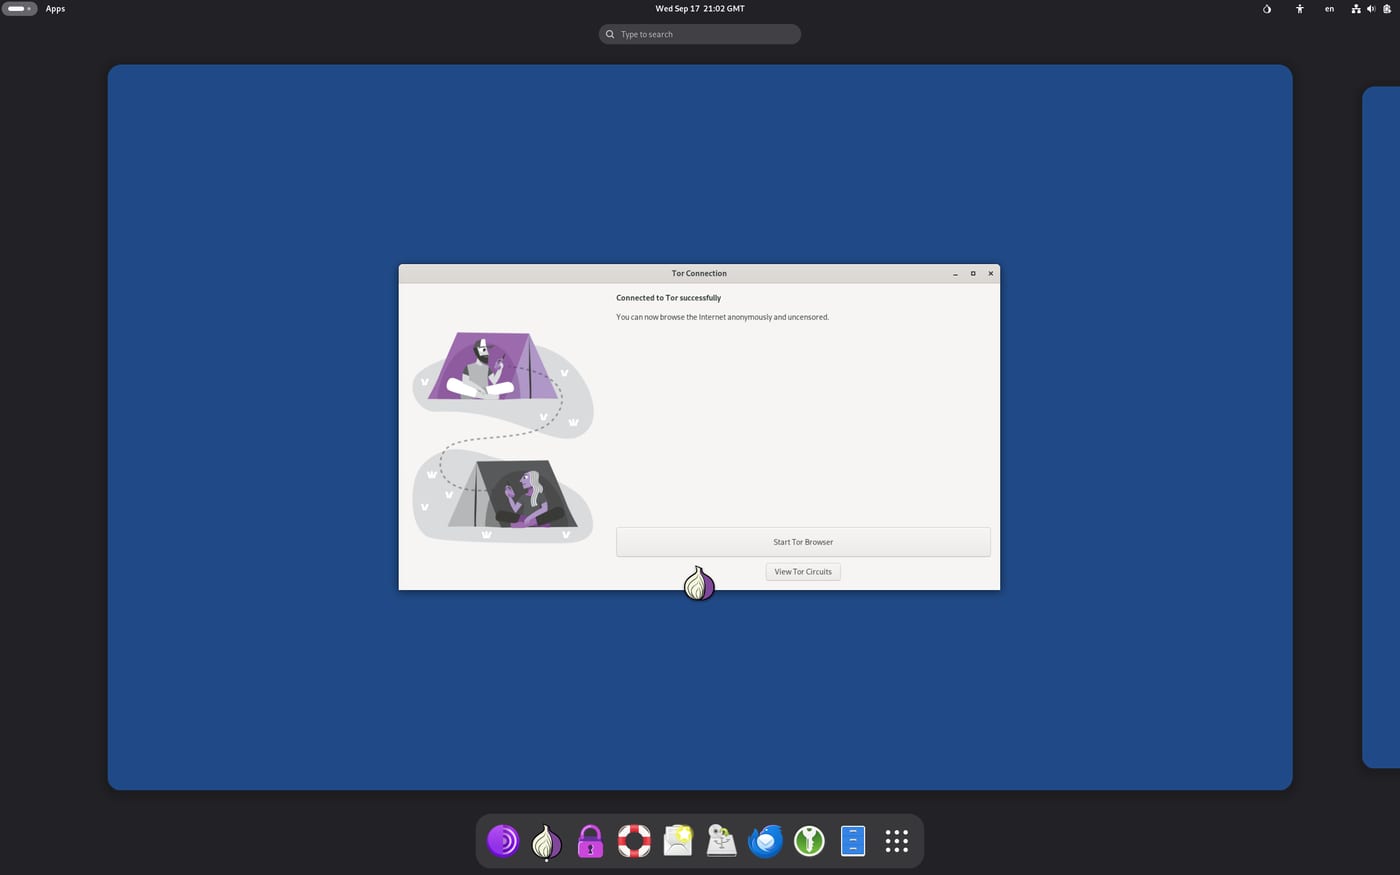 Apps
Wed Sep 17 21:02 GMT
en
Type to search
Tor Connection
Connected to Tor successfully
You can now browse the Internet anonymously and uncensored.
Start Tor Browser
View Tor Circuits